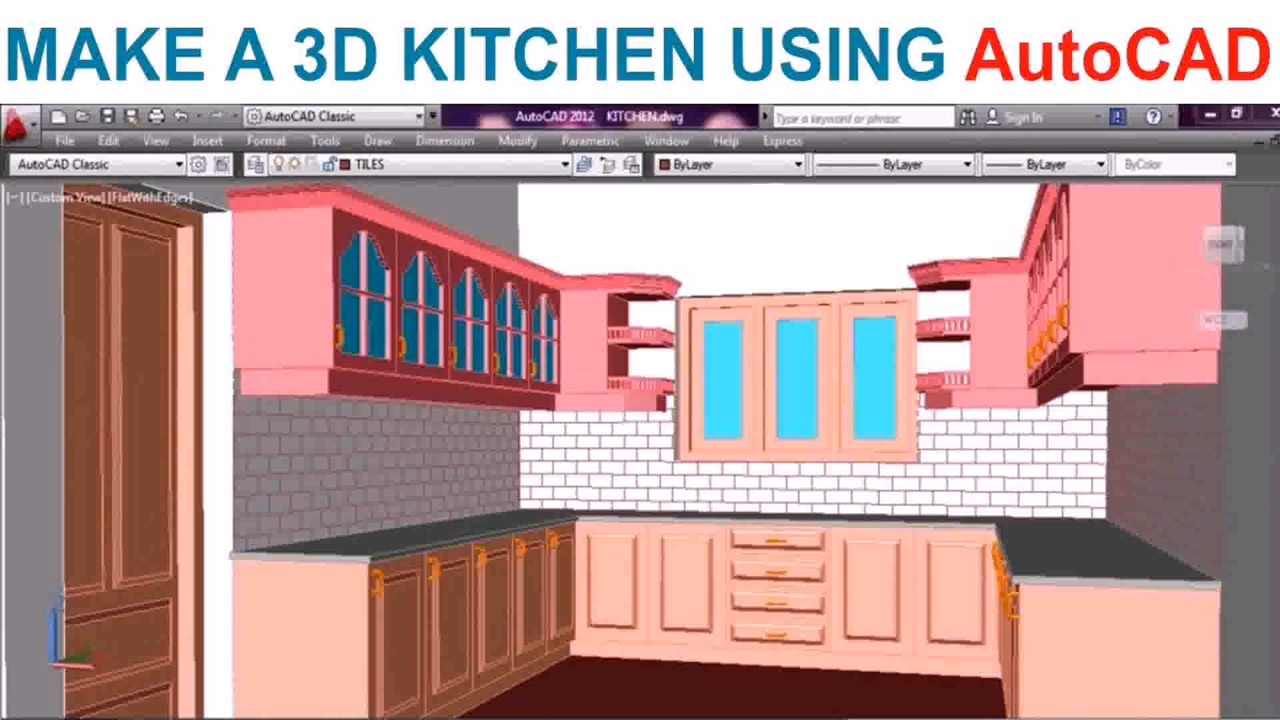 MAKE A 3D KITCHEN USING AutoCAD
AutoCAD Classic AutoCAD 2012 KITCHEN.dwg Type a keyword or phrase Sign In
File Edit View Insert Format Tools Draw Dimension Modify Parametric Window Help Express
AutoCAD Classic TILES ByLayer ByLayer ByLayer ByColor
[−][Custom View][FlatWithEdges]
WCS